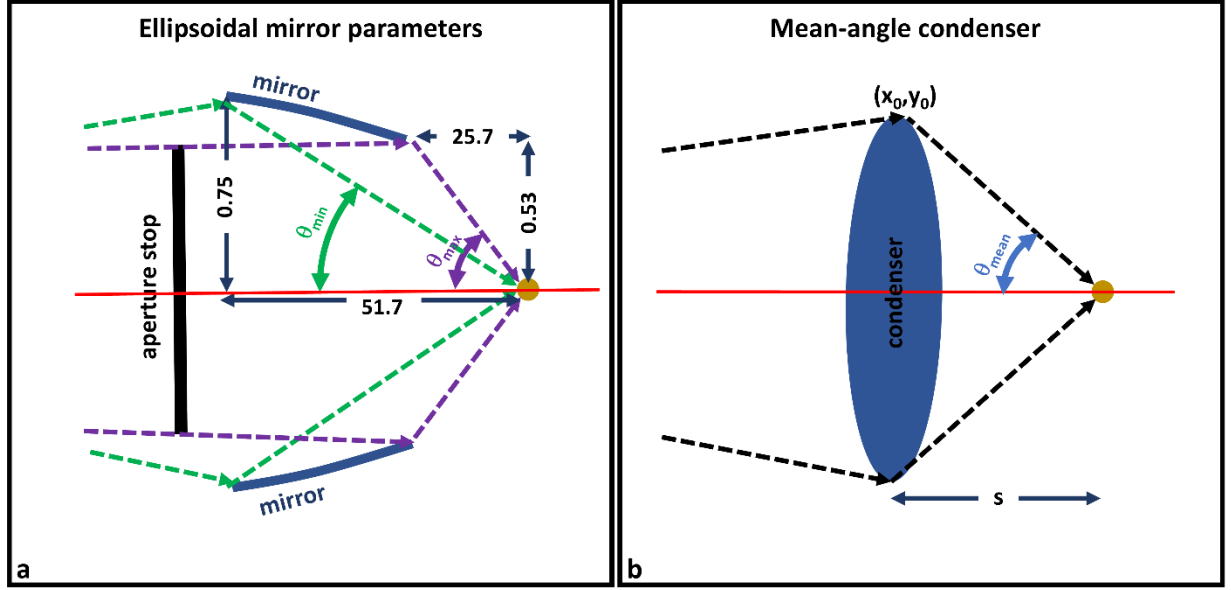 Ellipsoidal mirror parameters
mirror
25.7
0.75
0.53
θmin
θmax
51.7
aperture stop
mirror
a
Mean-angle condenser
(x₀,y₀)
θmean
condenser
s
b